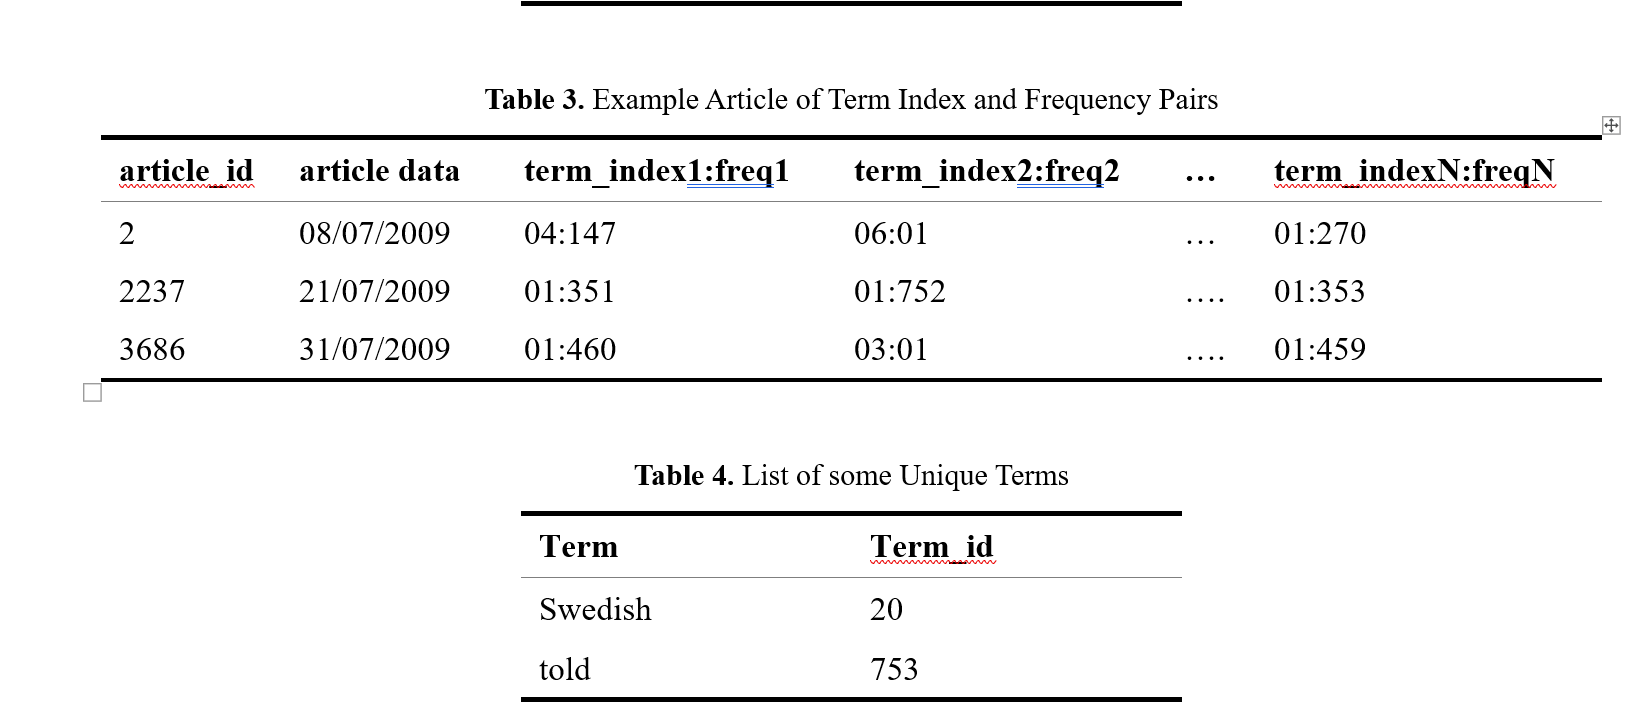 Table 3. Example Article of Term Index and Frequency Pairs
article_id article data term_index1:freq1 term_index2:freq2 … term_indexN:freqN
2 08/07/2009 04:147 06:01 … 01:270
2237 21/07/2009 01:351 01:752 …. 01:353
3686 31/07/2009 01:460 03:01 …. 01:459
Table 4. List of some Unique Terms
Term Term_id
Swedish 20
told 753